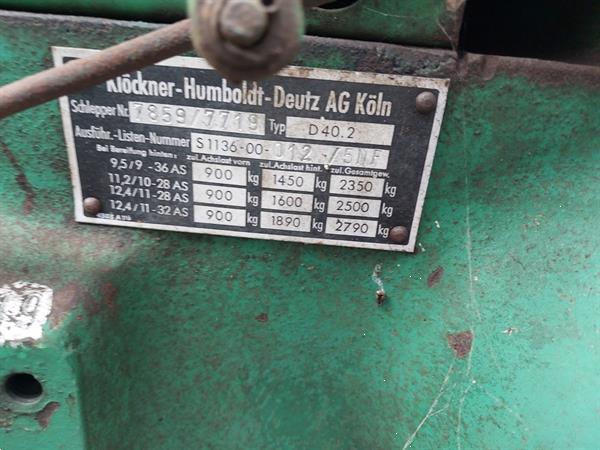 Klöckner-Humboldt-Deutz AG Köln
Schlepper Nr. 7859/7719 Typ D 40.2
Ausführ.-Listen-Nummer S 1136-00-012-/5NF
Bei Bereifung hinten: zul. Achslast vorn zul. Achslast hint. zul. Gesamtgew.
9,5/9 - 36 AS 900 kg 1450 kg 2350 kg
11,2/10-28 AS 900 kg 1600 kg 2500 kg
12,4/11-28 AS
12,4/11-32 AS 900 kg 1890 kg 2790 kg